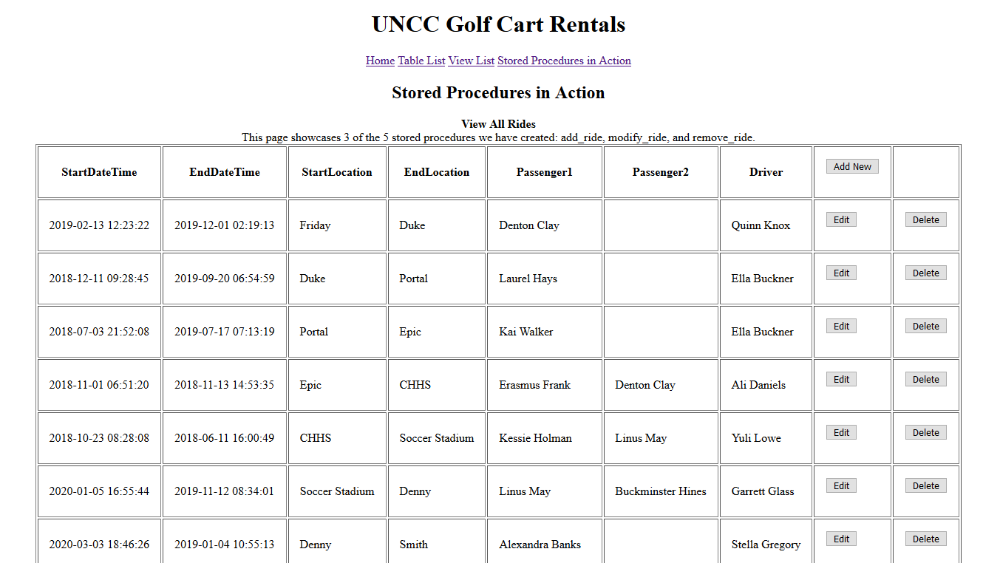 UNCC Golf Cart Rentals
Home Table List View List Stored Procedures in Action
Stored Procedures in Action
View All Rides
This page showcases 3 of the 5 stored procedures we have created: add_ride, modify_ride, and remove_ride.
StartDateTime EndDateTime StartLocation EndLocation Passenger1 Passenger2 Driver Add New
2019-02-13 12:23:22 2019-12-01 02:19:13 Friday Duke Denton Clay Quinn Knox Edit Delete
2018-12-11 09:28:45 2019-09-20 06:54:59 Duke Portal Laurel Hays Ella Buckner Edit Delete
2018-07-03 21:52:08 2019-07-17 07:13:19 Portal Epic Kai Walker Ella Buckner Edit Delete
2018-11-01 06:51:20 2018-11-13 14:53:35 Epic CHHS Erasmus Frank Denton Clay Ali Daniels Edit Delete
2018-10-23 08:28:08 2018-06-11 16:00:49 CHHS Soccer Stadium Kessie Holman Linus May Yuli Lowe Edit Delete
2020-01-05 16:55:44 2019-11-12 08:34:01 Soccer Stadium Denny Linus May Buckminster Hines Garrett Glass Edit Delete
2020-03-03 18:46:26 2019-01-04 10:55:13 Denny Smith Alexandra Banks Stella Gregory Edit Delete